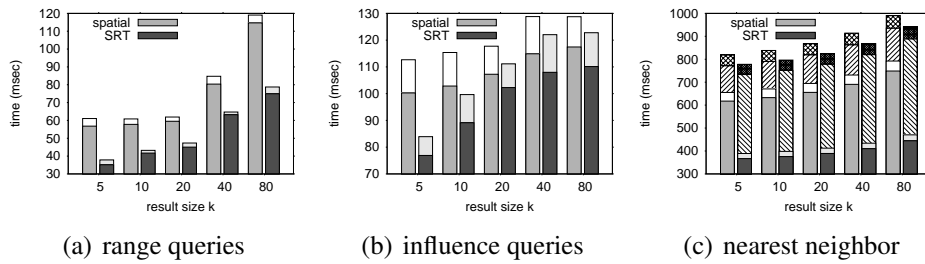 120
110
100
90
80
70
60
50
40
30
time (msec)
spatial
SRT
5 10 20 40 80
result size k
(a) range queries
130
120
110
100
90
80
70
time (msec)
spatial
SRT
5 10 20 40 80
result size k
(b) influence queries
1000
900
800
700
600
500
400
300
time (msec)
spatial
SRT
5 10 20 40 80
result size k
(c) nearest neighbor